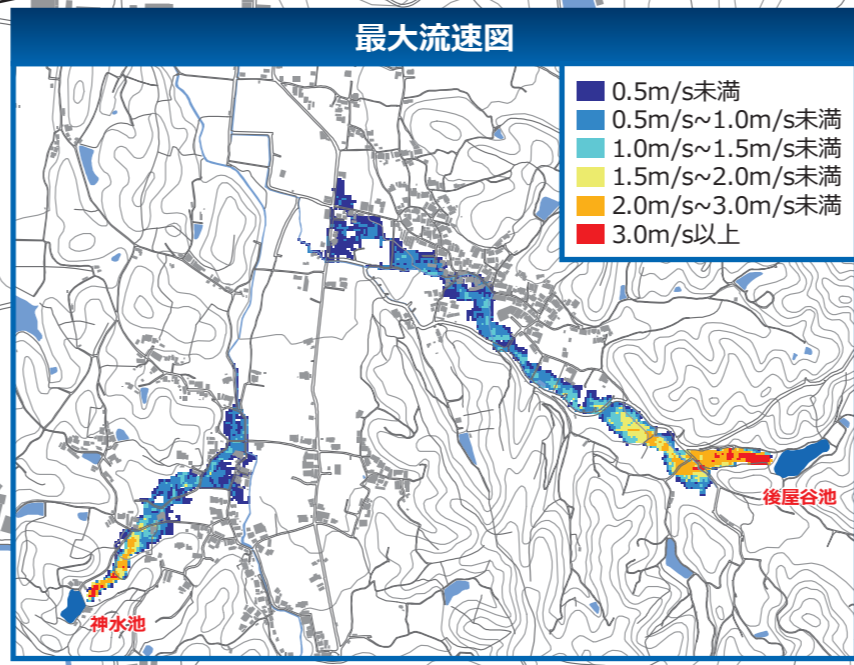 最大流速図
0.5m/s未満
0.5m/s~1.0m/s未満
1.0m/s~1.5m/s未満
1.5m/s~2.0m/s未満
2.0m/s~3.0m/s未満
3.0m/s以上
後屋谷池
神水池